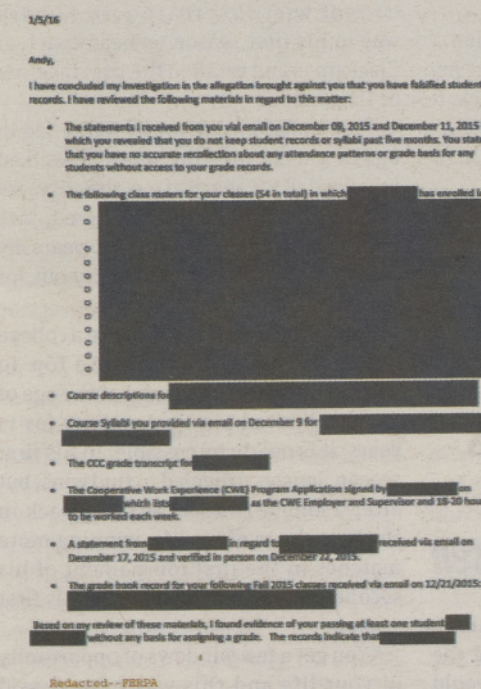 1/5/16
Andy,
I have concluded my investigation in the allegation brought against you that you have falsified student
records. I have reviewed the following materials in regard to this matter:
• The statements I received from you vial email on December 09, 2015 and December 11, 2015
which you revealed that you do not keep student records or syllabi past five months. You state
that you have no accurate recollection about any attendance patterns or grade basis for any
students without access to your grade records.
• The following class rosters for your classes (54 in total) in which has enrolled
• Course descriptions for
• Course Syllabi you provided via email on December 9 for
• The CCC grade transcript for
• The Cooperative Work Experience (CWE) Program Application signed by on
which lists as the CWE Employer and Supervisor and 18-20 hou
to be worked each week.
• A statement from in regard to received via email on
December 17, 2015 and verified in person on December 22, 2015.
• The grade book record for your following Fall 2015 classes received via email on 12/21/2015:
Based on my review of these materials, I found evidence of your passing at least one student
without any basis for assigning a grade. The records indicate that
Redacted--FERPA